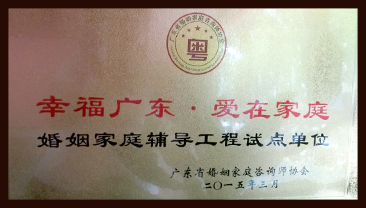 粤
幸福广东·爱在家庭
婚姻家庭辅导工程试点单位
广东省婚姻家庭咨询师协会
二〇一五年三月